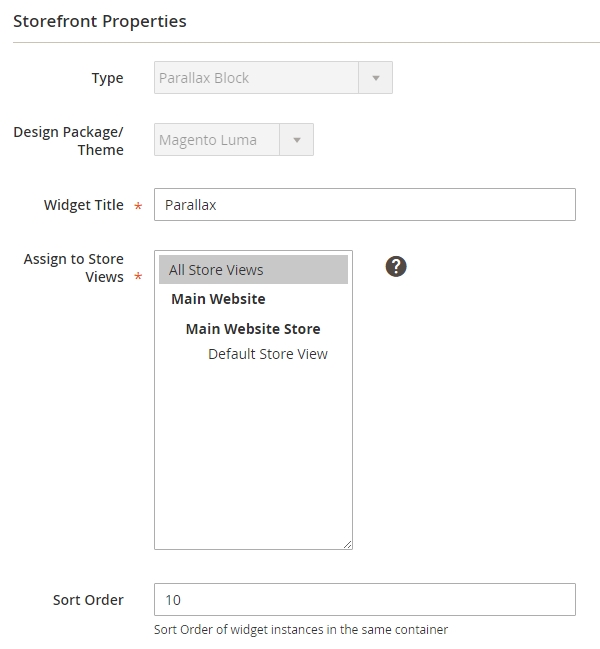 Storefront Properties
Type
Parallax Block
Design Package/
Theme
Magento Luma
Widget Title *
Parallax
Assign to Store
Views *
All Store Views
Main Website
Main Website Store
Default Store View
?
Sort Order
10
Sort Order of widget instances in the same container